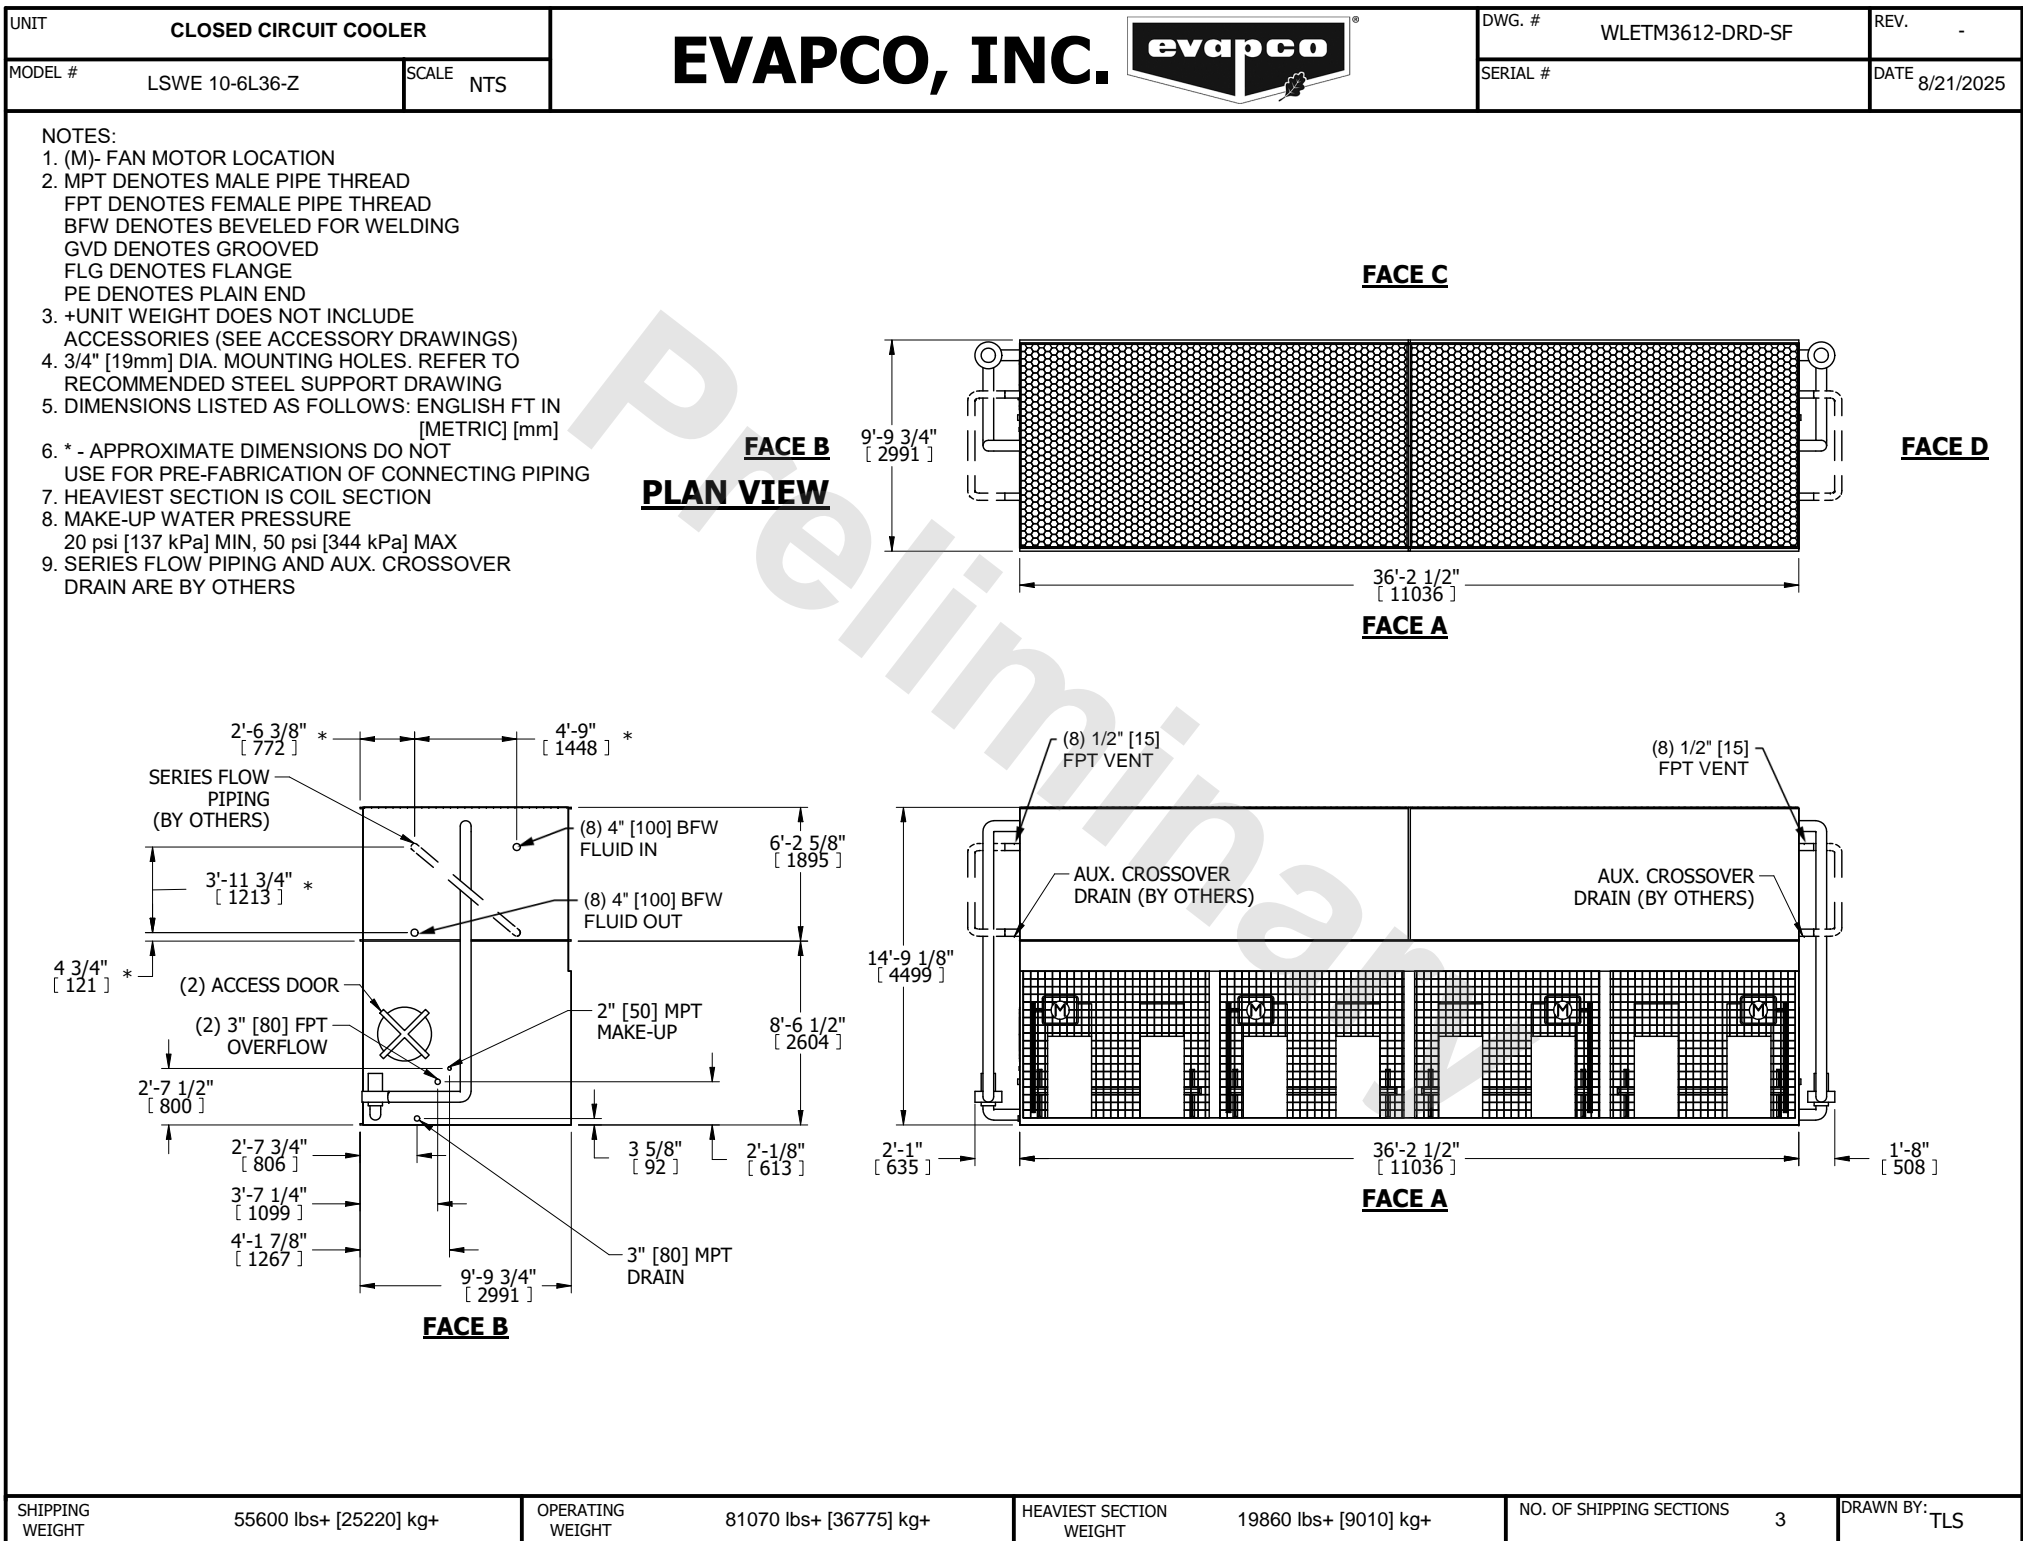 UNIT
CLOSED CIRCUIT COOLER
MODEL #
LSWE 10-6L36-Z
SCALE
NTS
EVAPCO, INC.
evapco
®
DWG. #
WLETM3612-DRD-SF
REV.
-
SERIAL #
DATE
8/21/2025
NOTES:
1. (M)- FAN MOTOR LOCATION
2. MPT DENOTES MALE PIPE THREAD
FPT DENOTES FEMALE PIPE THREAD
BFW DENOTES BEVELED FOR WELDING
GVD DENOTES GROOVED
FLG DENOTES FLANGE
PE DENOTES PLAIN END
3. +UNIT WEIGHT DOES NOT INCLUDE
ACCESSORIES (SEE ACCESSORY DRAWINGS)
4. 3/4" [19mm] DIA. MOUNTING HOLES. REFER TO
RECOMMENDED STEEL SUPPORT DRAWING
5. DIMENSIONS LISTED AS FOLLOWS: ENGLISH FT IN
[METRIC] [mm]
6. * - APPROXIMATE DIMENSIONS DO NOT
USE FOR PRE-FABRICATION OF CONNECTING PIPING
7. HEAVIEST SECTION IS COIL SECTION
8. MAKE-UP WATER PRESSURE
20 psi [137 kPa] MIN, 50 psi [344 kPa] MAX
9. SERIES FLOW PIPING AND AUX. CROSSOVER
DRAIN ARE BY OTHERS
Preliminary
FACE C
FACE B
PLAN VIEW
9'-9 3/4"
[ 2991 ]
FACE D
36'-2 1/2"
[ 11036 ]
FACE A
2'-6 3/8" *
[ 772 ]
4'-9" *
[ 1448 ]
SERIES FLOW
PIPING
(BY OTHERS)
(8) 4" [100] BFW
FLUID IN
6'-2 5/8"
[ 1895 ]
3'-11 3/4" *
[ 1213 ]
(8) 4" [100] BFW
FLUID OUT
4 3/4" *
[ 121 ]
(2) ACCESS DOOR
(2) 3" [80] FPT
OVERFLOW
2" [50] MPT
MAKE-UP
8'-6 1/2"
[ 2604 ]
2'-7 1/2"
[ 800 ]
2'-7 3/4"
[ 806 ]
3 5/8"
[ 92 ]
2'-1/8"
[ 613 ]
3'-7 1/4"
[ 1099 ]
4'-1 7/8"
[ 1267 ]
3" [80] MPT
DRAIN
9'-9 3/4"
[ 2991 ]
FACE B
(8) 1/2" [15]
FPT VENT
(8) 1/2" [15]
FPT VENT
AUX. CROSSOVER
DRAIN (BY OTHERS)
AUX. CROSSOVER
DRAIN (BY OTHERS)
14'-9 1/8"
[ 4499 ]
M
M
M
M
2'-1"
[ 635 ]
36'-2 1/2"
[ 11036 ]
1'-8"
[ 508 ]
FACE A
SHIPPING
WEIGHT
55600 lbs+ [25220] kg+
OPERATING
WEIGHT
81070 lbs+ [36775] kg+
HEAVIEST SECTION
WEIGHT
19860 lbs+ [9010] kg+
NO. OF SHIPPING SECTIONS
3
DRAWN BY:
TLS